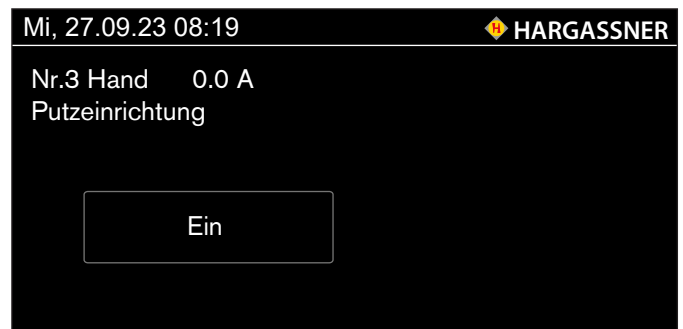 Mi, 27.09.23 08:19 HARGASSNER
Nr.3 Hand 0.0 A
Putzeinrichtung
Ein